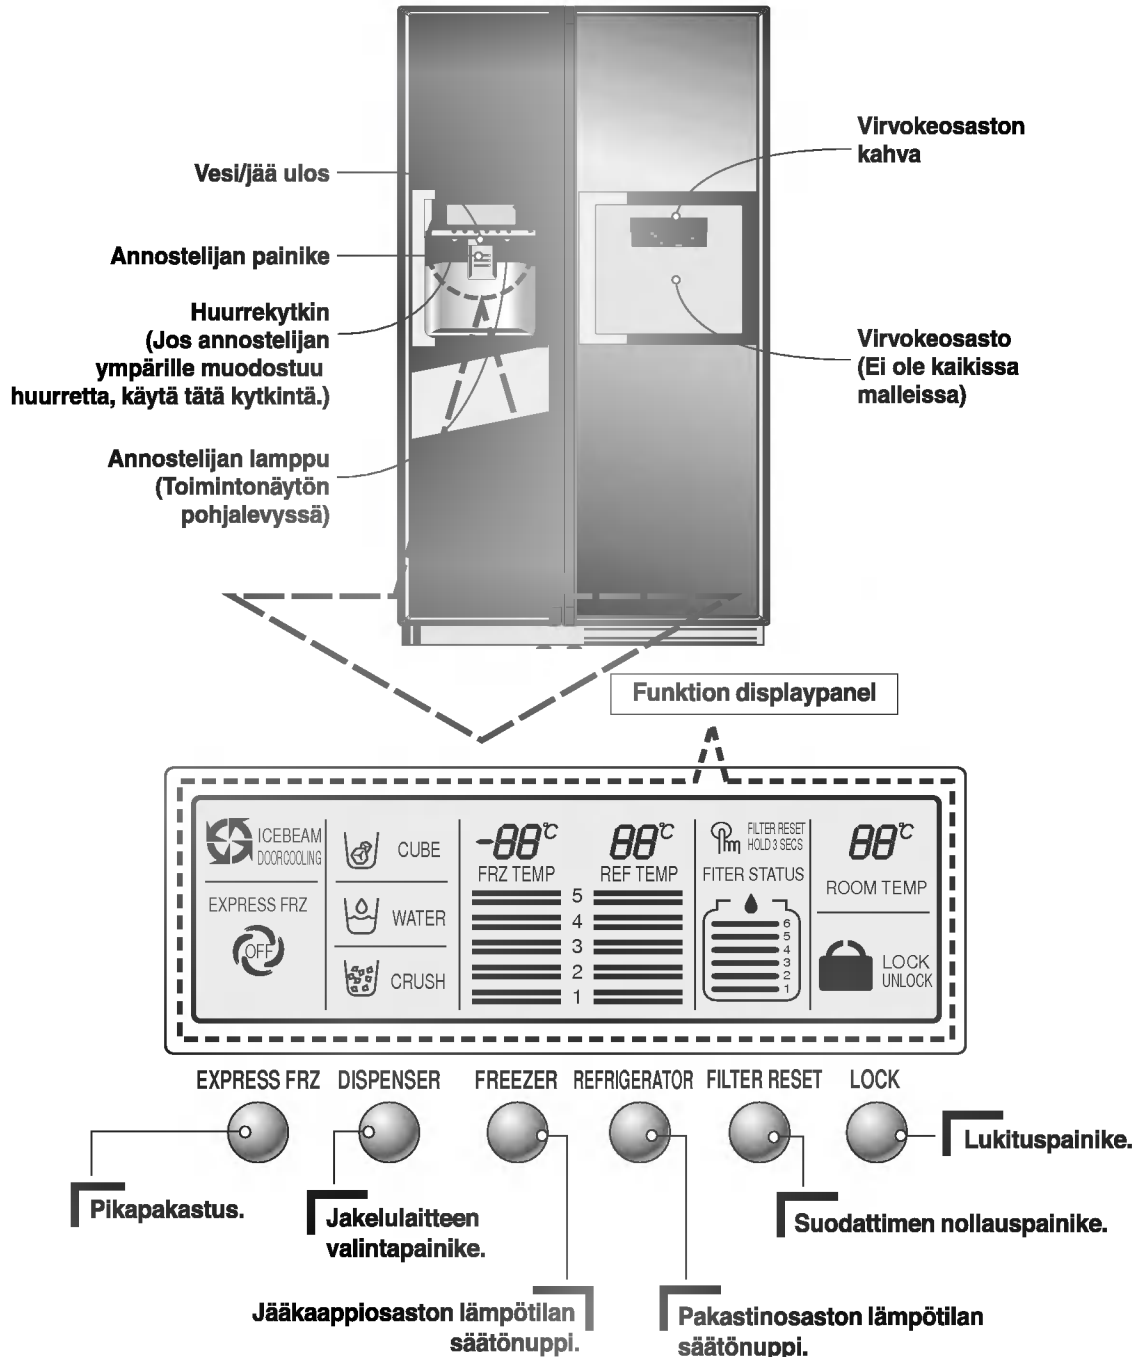 Virvokeosaston
kahva
Vesi/jää ulos
Annostelijan painike
Huurrekytkin
(Jos annostelijan
ympärille muodostuu
huurretta, käytä tätä kytkintä.)
Virvokeosasto
(Ei ole kaikissa
malleissa)
Annostelijan lamppu
(Toimintonäytön
pohjalevyssä)
Funktion displaypanel
ICEBEAM
DOORCOOLING
EXPRESS FRZ
OFF
CUBE
WATER
CRUSH
-88°C
FRZ TEMP
88°C
REF TEMP
5
4
3
2
1
FILTER RESET
HOLD 3 SECS
FITER STATUS
6
5
4
3
2
1
88°C
ROOM TEMP
LOCK
UNLOCK
EXPRESS FRZ DISPENSER FREEZER REFRIGERATOR FILTER RESET LOCK
Lukituspainike.
Pikapakastus.
Jakelulaitteen
valintapainike.
Suodattimen nollauspainike.
Jääkaappiosaston lämpötilan
säätönuppi.
Pakastinosaston lämpötilan
säätönuppi.